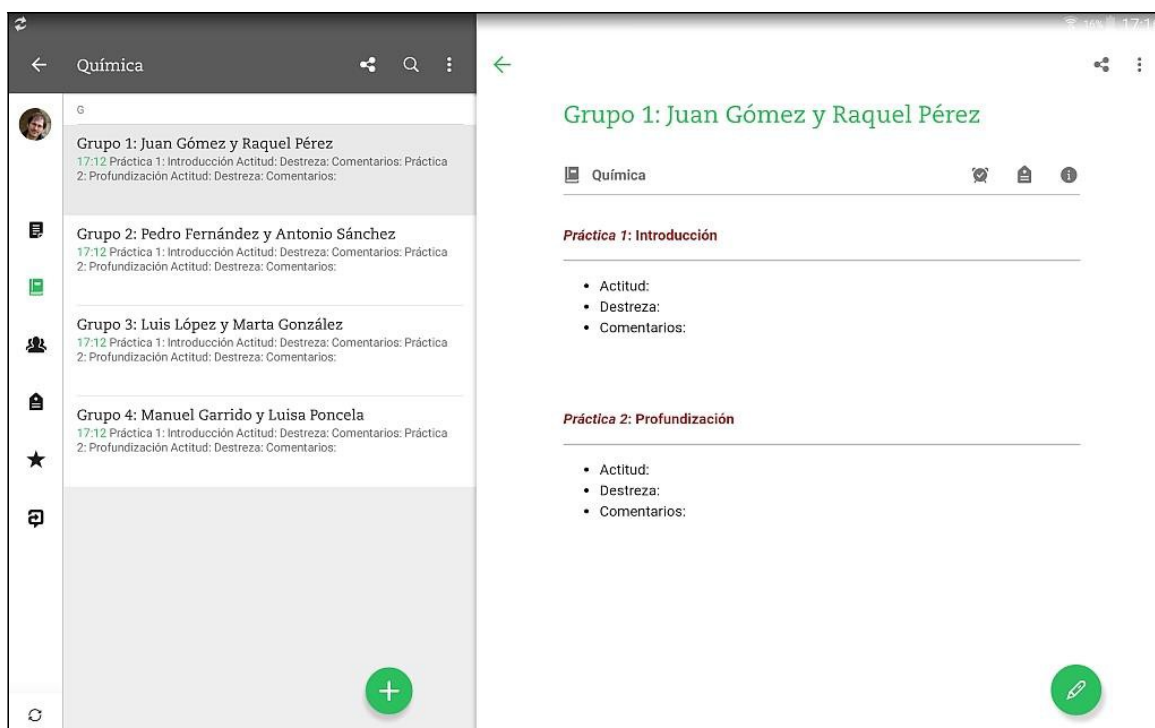 16% 17:1
Química
G
Grupo 1: Juan Gómez y Raquel Pérez
17:12 Práctica 1: Introducción Actitud: Destreza: Comentarios: Práctica
2: Profundización Actitud: Destreza: Comentarios:
Grupo 2: Pedro Fernández y Antonio Sánchez
17:12 Práctica 1: Introducción Actitud: Destreza: Comentarios: Práctica
2: Profundización Actitud: Destreza: Comentarios:
Grupo 3: Luis López y Marta González
17:12 Práctica 1: Introducción Actitud: Destreza: Comentarios: Práctica
2: Profundización Actitud: Destreza: Comentarios:
Grupo 4: Manuel Garrido y Luisa Poncela
17:12 Práctica 1: Introducción Actitud: Destreza: Comentarios: Práctica
2: Profundización Actitud: Destreza: Comentarios:
Grupo 1: Juan Gómez y Raquel Pérez
Química
Práctica 1: Introducción
• Actitud:
• Destreza:
• Comentarios:
Práctica 2: Profundización
• Actitud:
• Destreza:
• Comentarios: